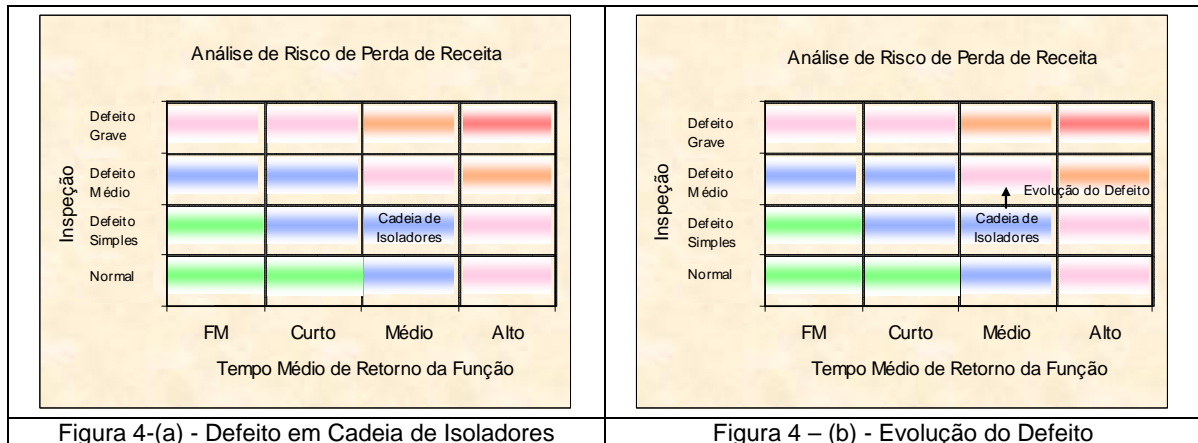 Análise de Risco de Perda de Receita
Inspeção
Defeito
Grave
Defeito
Médio
Defeito
Simples
Normal
Cadeia de
Isoladores
FM Curto Médio Alto
Tempo Médio de Retorno da Função
Figura 4-(a) - Defeito em Cadeia de Isoladores
Análise de Risco de Perda de Receita
Inspeção
Defeito
Grave
Defeito
Médio
Evolução do Defeito
Defeito
Simples
Cadeia de
Isoladores
Normal
FM Curto Médio Alto
Tempo Médio de Retorno da Função
Figura 4 – (b) - Evolução do Defeito